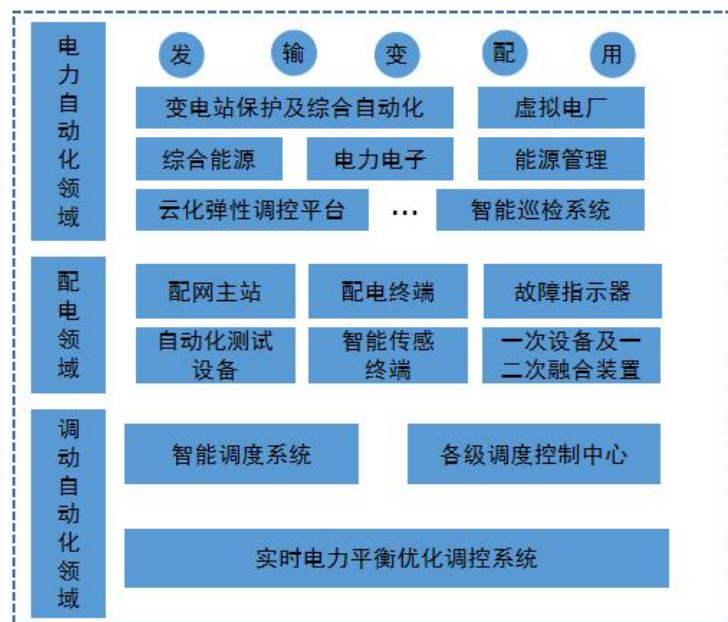 电力自动化领域
发 输 变 配 用
变电站保护及综合自动化 虚拟电厂
综合能源 电力电子 能源管理
云化弹性调控平台 … 智能巡检系统
配电领域
配网主站 配电终端 故障指示器
自动化测试
设备
智能传感
终端
一次设备及一
二次融合装置
调动自动化领域
智能调度系统 各级调度控制中心
实时电力平衡优化调控系统